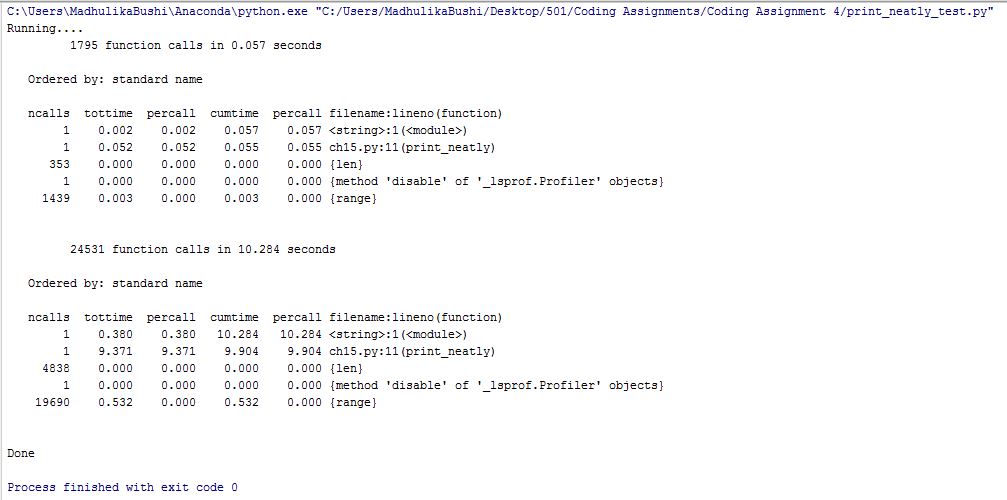 C:\Users\MadhulikaBushi\Anaconda\python.exe "C:/Users/MadhulikaBushi/Desktop/501/Coding Assignments/Coding Assignment 4/print_neatly_test.py"
Running....
         1795 function calls in 0.057 seconds

   Ordered by: standard name

   ncalls  tottime  percall  cumtime  percall filename:lineno(function)
        1    0.002    0.002    0.057    0.057 <string>:1(<module>)
        1    0.052    0.052    0.055    0.055 ch15.py:11(print_neatly)
      353    0.000    0.000    0.000    0.000 {len}
        1    0.000    0.000    0.000    0.000 {method 'disable' of '_lsprof.Profiler' objects}
     1439    0.003    0.000    0.003    0.000 {range}


         24531 function calls in 10.284 seconds

   Ordered by: standard name

   ncalls  tottime  percall  cumtime  percall filename:lineno(function)
        1    0.380    0.380   10.284   10.284 <string>:1(<module>)
        1    9.371    9.371    9.904    9.904 ch15.py:11(print_neatly)
     4838    0.000    0.000    0.000    0.000 {len}
        1    0.000    0.000    0.000    0.000 {method 'disable' of '_lsprof.Profiler' objects}
    19690    0.532    0.000    0.532    0.000 {range}


Done

Process finished with exit code 0